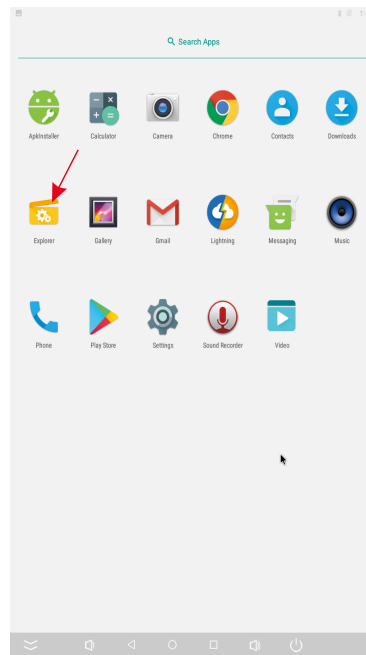 Search Apps
ApkInstaller
Calculator
Camera
Chrome
Contacts
Downloads
Explorer
Gallery
Gmail
Lightning
Messaging
Music
Phone
Play Store
Settings
Sound Recorder
Video